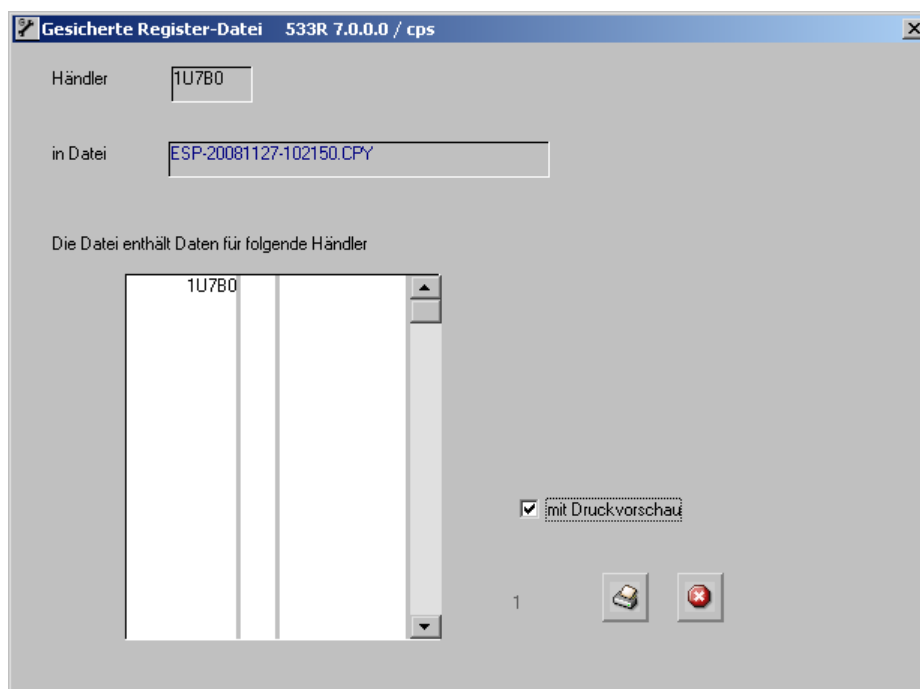 Gesicherte Register-Datei 533R 7.0.0.0 / cps
Händler 1U7B0
in Datei ESP-20081127-102150.CPY
Die Datei enthält Daten für folgende Händler
1U7B0
mit Druckvorschau
1